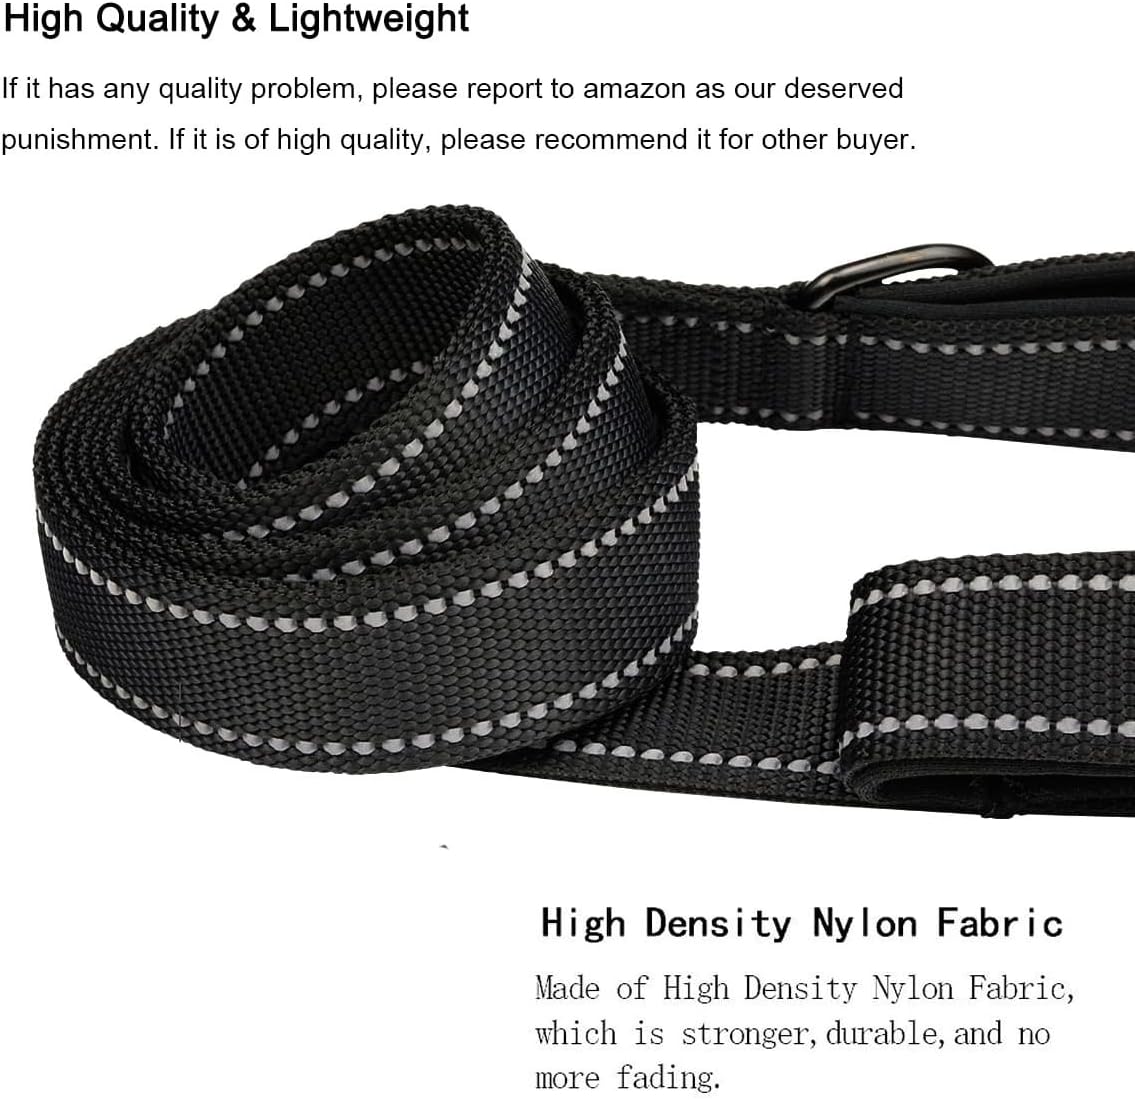 High Quality & Lightweight
If it has any quality problem, please report to amazon as our deserved
punishment. If it is of high quality, please recommend it for other buyer.
High Density Nylon Fabric
Made of High Density Nylon Fabric,
which is stronger,durable,and no
more fading.